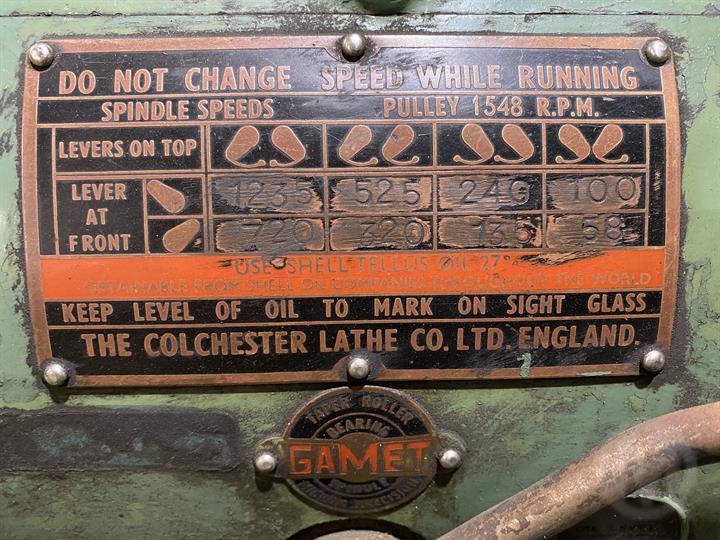 DO NOT CHANGE SPEED WHILE RUNNING
SPINDLE SPEEDS PULLEY 1548 R.P.M.
LEVERS ON TOP
LEVER AT FRONT
1235 525 240 100
720 320 135 58
USE SHELL TELLUS OIL 27°
OBTAINABLE FROM SHELL OIL COMPANIES THROUGHOUT THE WORLD
KEEP LEVEL OF OIL TO MARK ON SIGHT GLASS
THE COLCHESTER LATHE CO. LTD. ENGLAND.
TAPER ROLLER
BEARING
GAMET